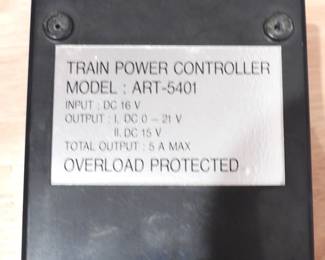 TRAIN POWER CONTROLLER
MODEL : ART-5401
INPUT : DC 16 V
OUTPUT : I. DC 0 – 21 V
II. DC 15 V
TOTAL OUTPUT : 5 A MAX
OVERLOAD PROTECTED